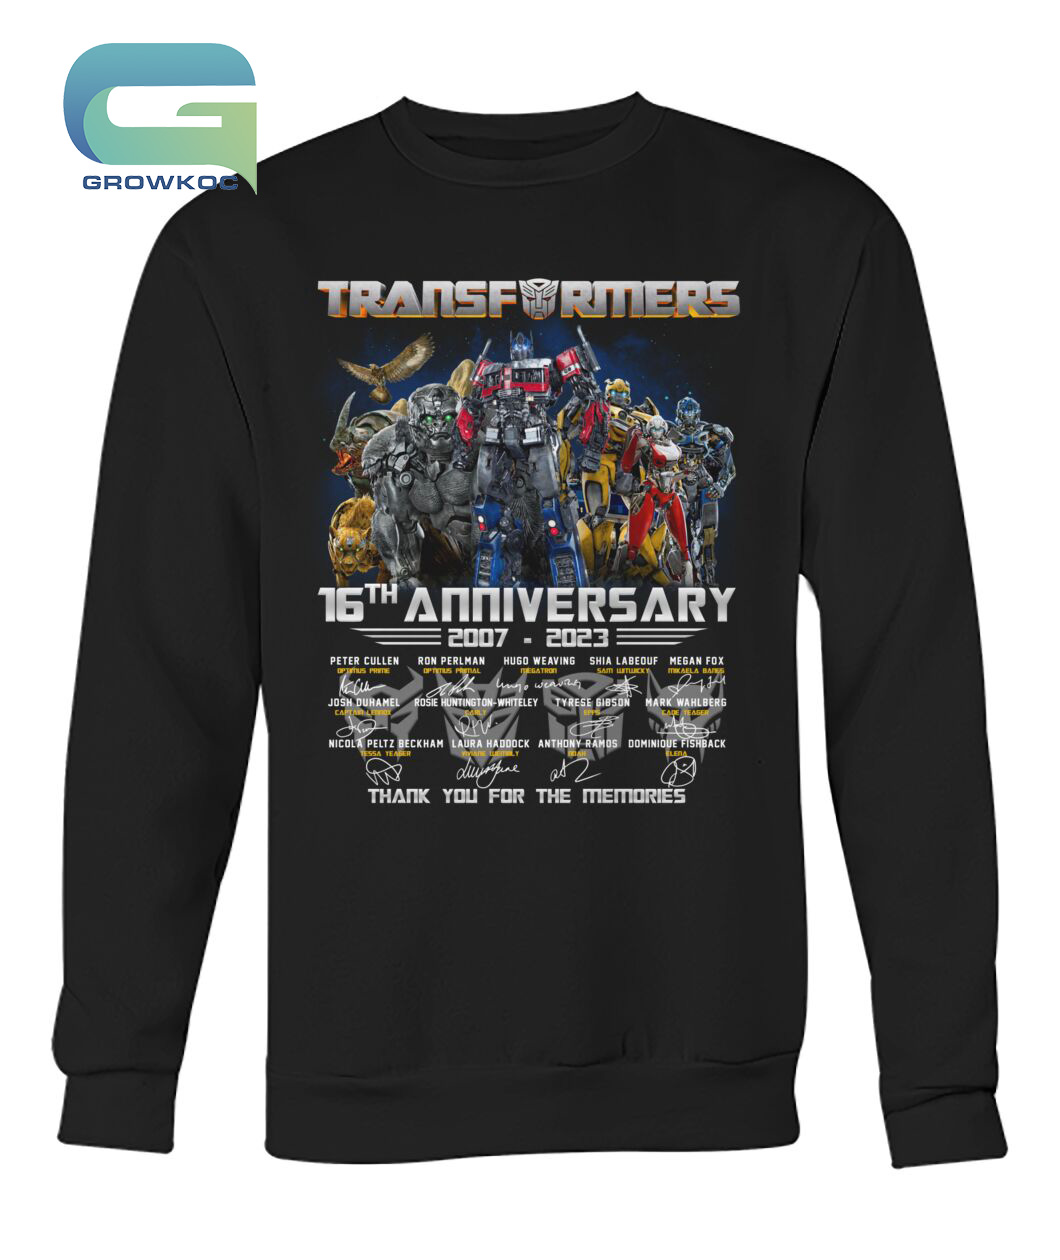 GROWKOC
TRANSFORMERS
16TH ANNIVERSARY
2007 - 2023
PETER CULLEN RON PERLMAN HUGO WEAVING SHIA LABEOUF MEGAN FOX
OPTIMUS PRIME OPTIMUS PRIMAL MEGATRON SAM WITWICKY MIKAELA BANES
JOSH DUHAMEL ROSIE HUNTINGTON-WHITELEY TYRESE GIBSON MARK WAHLBERG
CAPTAIN LENNOX CARLY EPPS CADE YEAGER
NICOLA PELTZ BECKHAM LAURA HADDOCK ANTHONY RAMOS DOMINIQUE FISHBACK
TESSA YEAGER VIVIANE WEMBLY NOAH ELENA
THANK YOU FOR THE MEMORIES